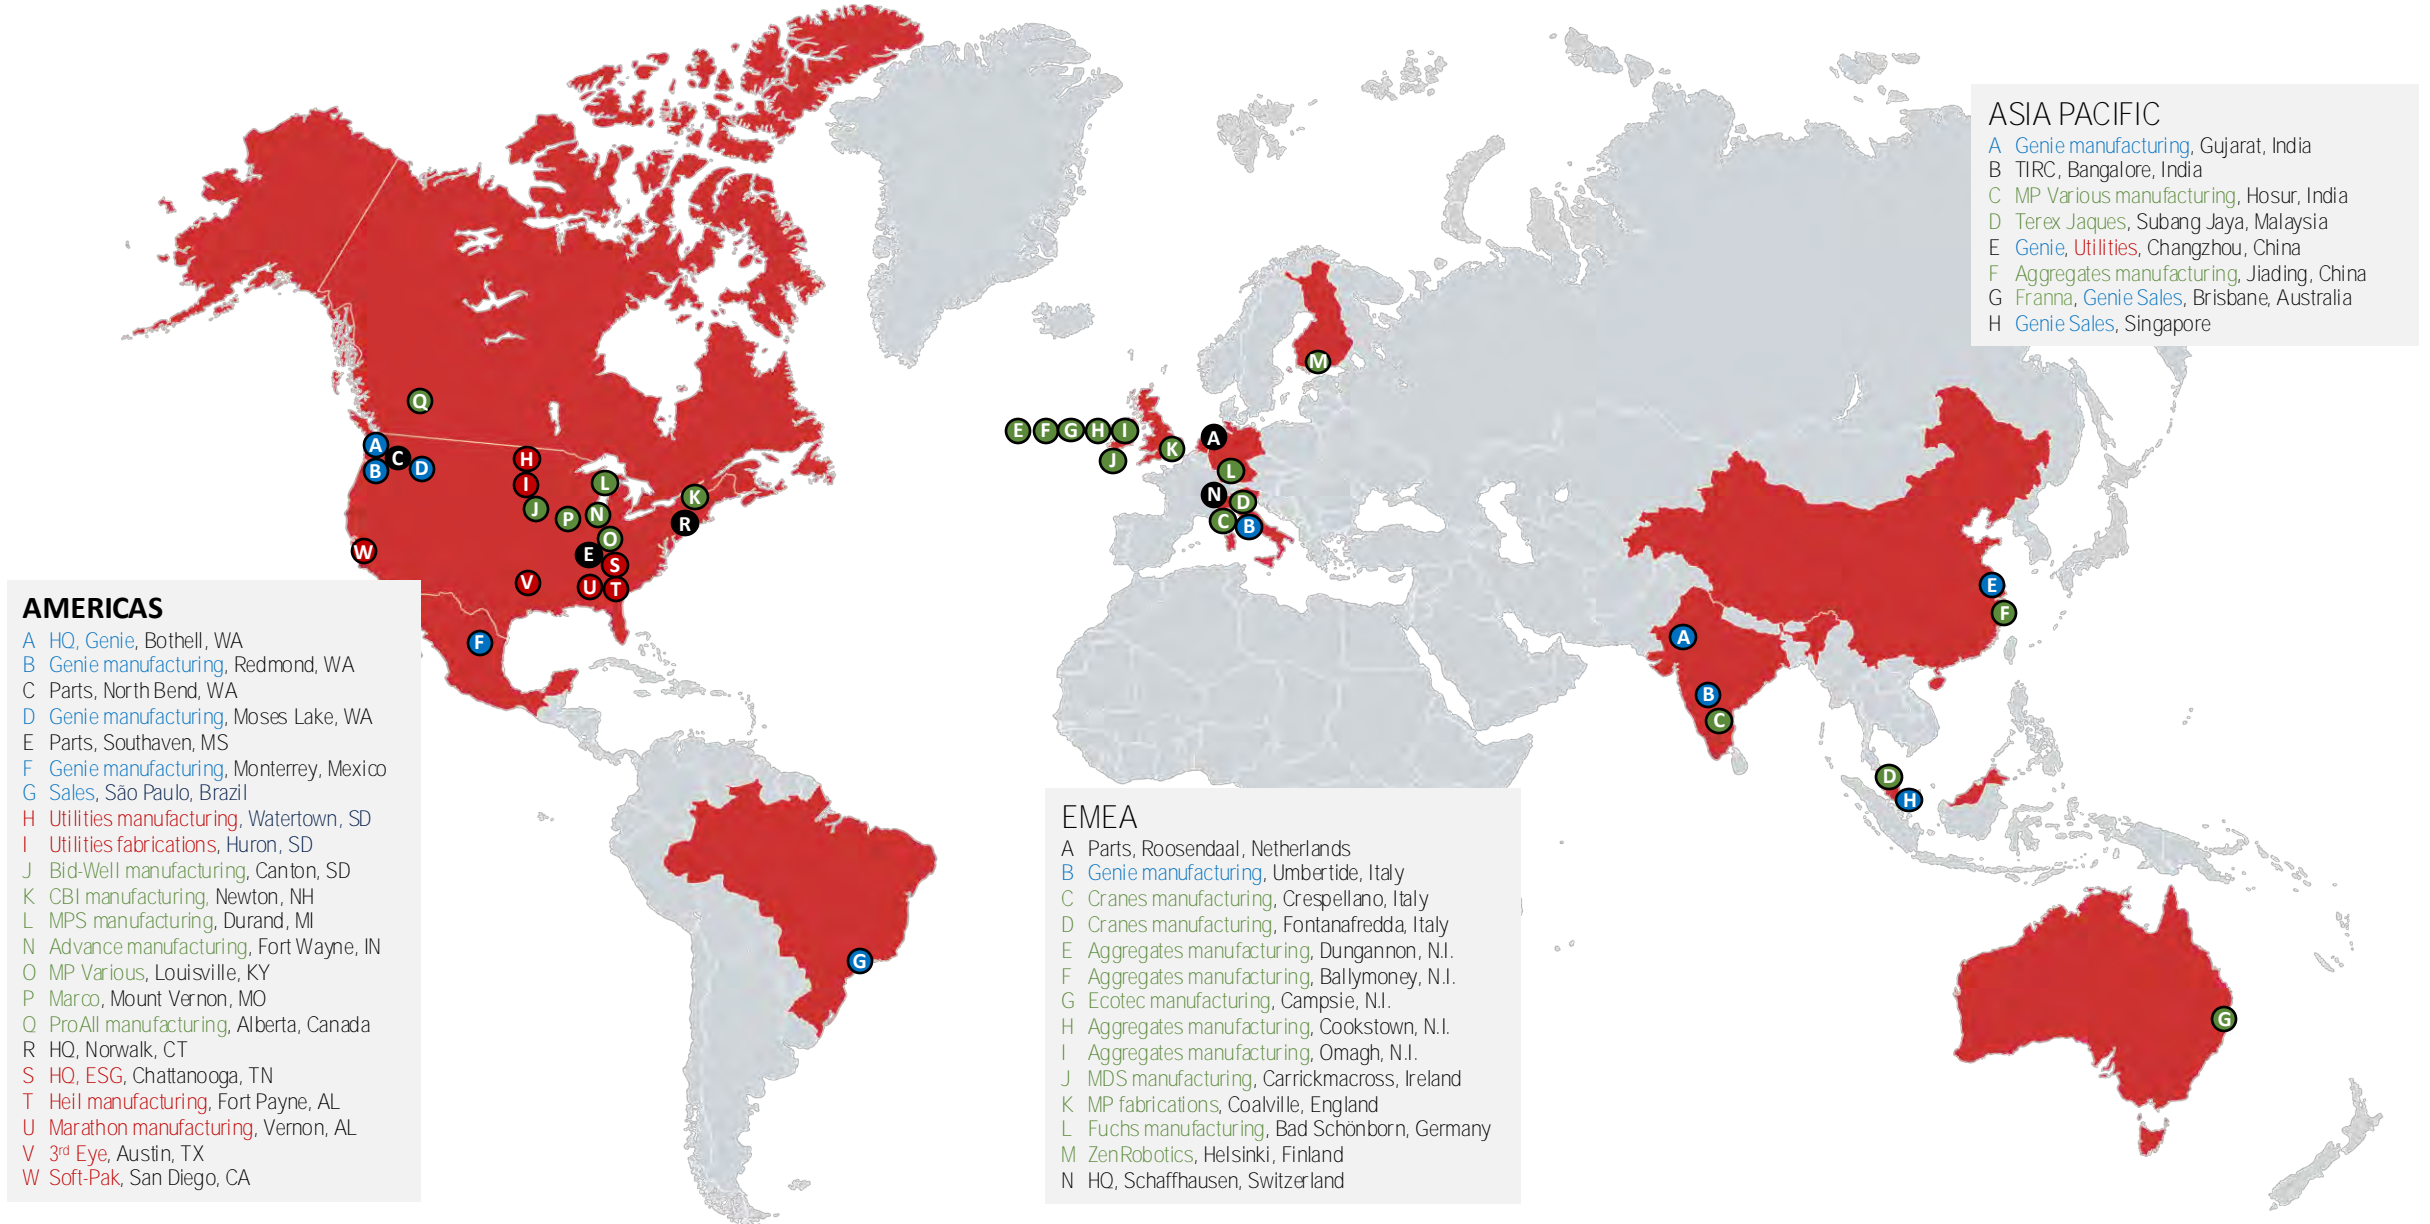 ASIA PACIFIC
A Genie manufacturing, Gujarat, India
B TIRC, Bangalore, India
C MP Various manufacturing, Hosur, India
D Terex Jaques, Subang Jaya, Malaysia
E Genie, Utilities, Changzhou, China
F Aggregates manufacturing, Jiading, China
G Franna, Genie Sales, Brisbane, Australia
H Genie Sales, Singapore
M
Q
E F G H I
A
K
J
L
N
D
C
B
A
C
B
D
H
I
J
P
L
N
K
R
O
E
S
W
V
U
T
F
G
E
F
A
B
C
D
H
G
AMERICAS
A HQ, Genie, Bothell, WA
B Genie manufacturing, Redmond, WA
C Parts, North Bend, WA
D Genie manufacturing, Moses Lake, WA
E Parts, Southaven, MS
F Genie manufacturing, Monterrey, Mexico
G Sales, São Paulo, Brazil
H Utilities manufacturing, Watertown, SD
I Utilities fabrications, Huron, SD
J Bid-Well manufacturing, Canton, SD
K CBI manufacturing, Newton, NH
L MPS manufacturing, Durand, MI
N Advance manufacturing, Fort Wayne, IN
O MP Various, Louisville, KY
P Marco, Mount Vernon, MO
Q ProAll manufacturing, Alberta, Canada
R HQ, Norwalk, CT
S HQ, ESG, Chattanooga, TN
T Heil manufacturing, Fort Payne, AL
U Marathon manufacturing, Vernon, AL
V 3rd Eye, Austin, TX
W Soft-Pak, San Diego, CA
EMEA
A Parts, Roosendaal, Netherlands
B Genie manufacturing, Umbertide, Italy
C Cranes manufacturing, Crespellano, Italy
D Cranes manufacturing, Fontanafredda, Italy
E Aggregates manufacturing, Dungannon, N.I.
F Aggregates manufacturing, Ballymoney, N.I.
G Ecotec manufacturing, Campsie, N.I.
H Aggregates manufacturing, Cookstown, N.I.
I Aggregates manufacturing, Omagh, N.I.
J MDS manufacturing, Carrickmacross, Ireland
K MP fabrications, Coalville, England
L Fuchs manufacturing, Bad Schönborn, Germany
M ZenRobotics, Helsinki, Finland
N HQ, Schaffhausen, Switzerland